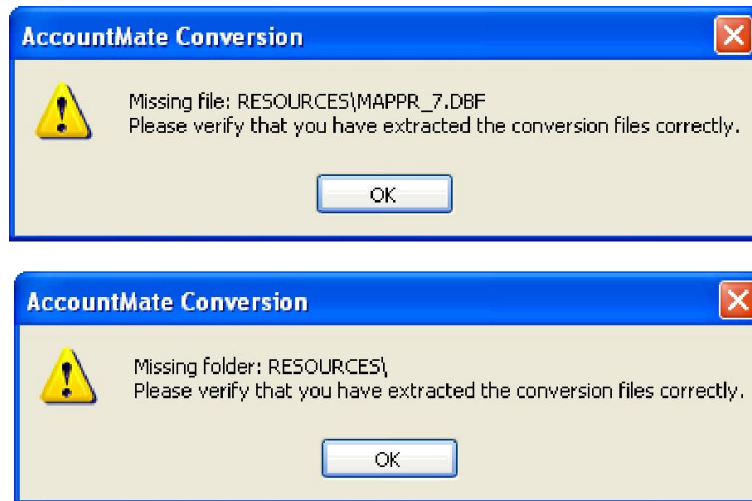 AccountMate Conversion
Missing file: RESOURCES\MAPPR_7.DBF
Please verify that you have extracted the conversion files correctly.
OK
AccountMate Conversion
Missing folder: RESOURCES\
Please verify that you have extracted the conversion files correctly.
OK